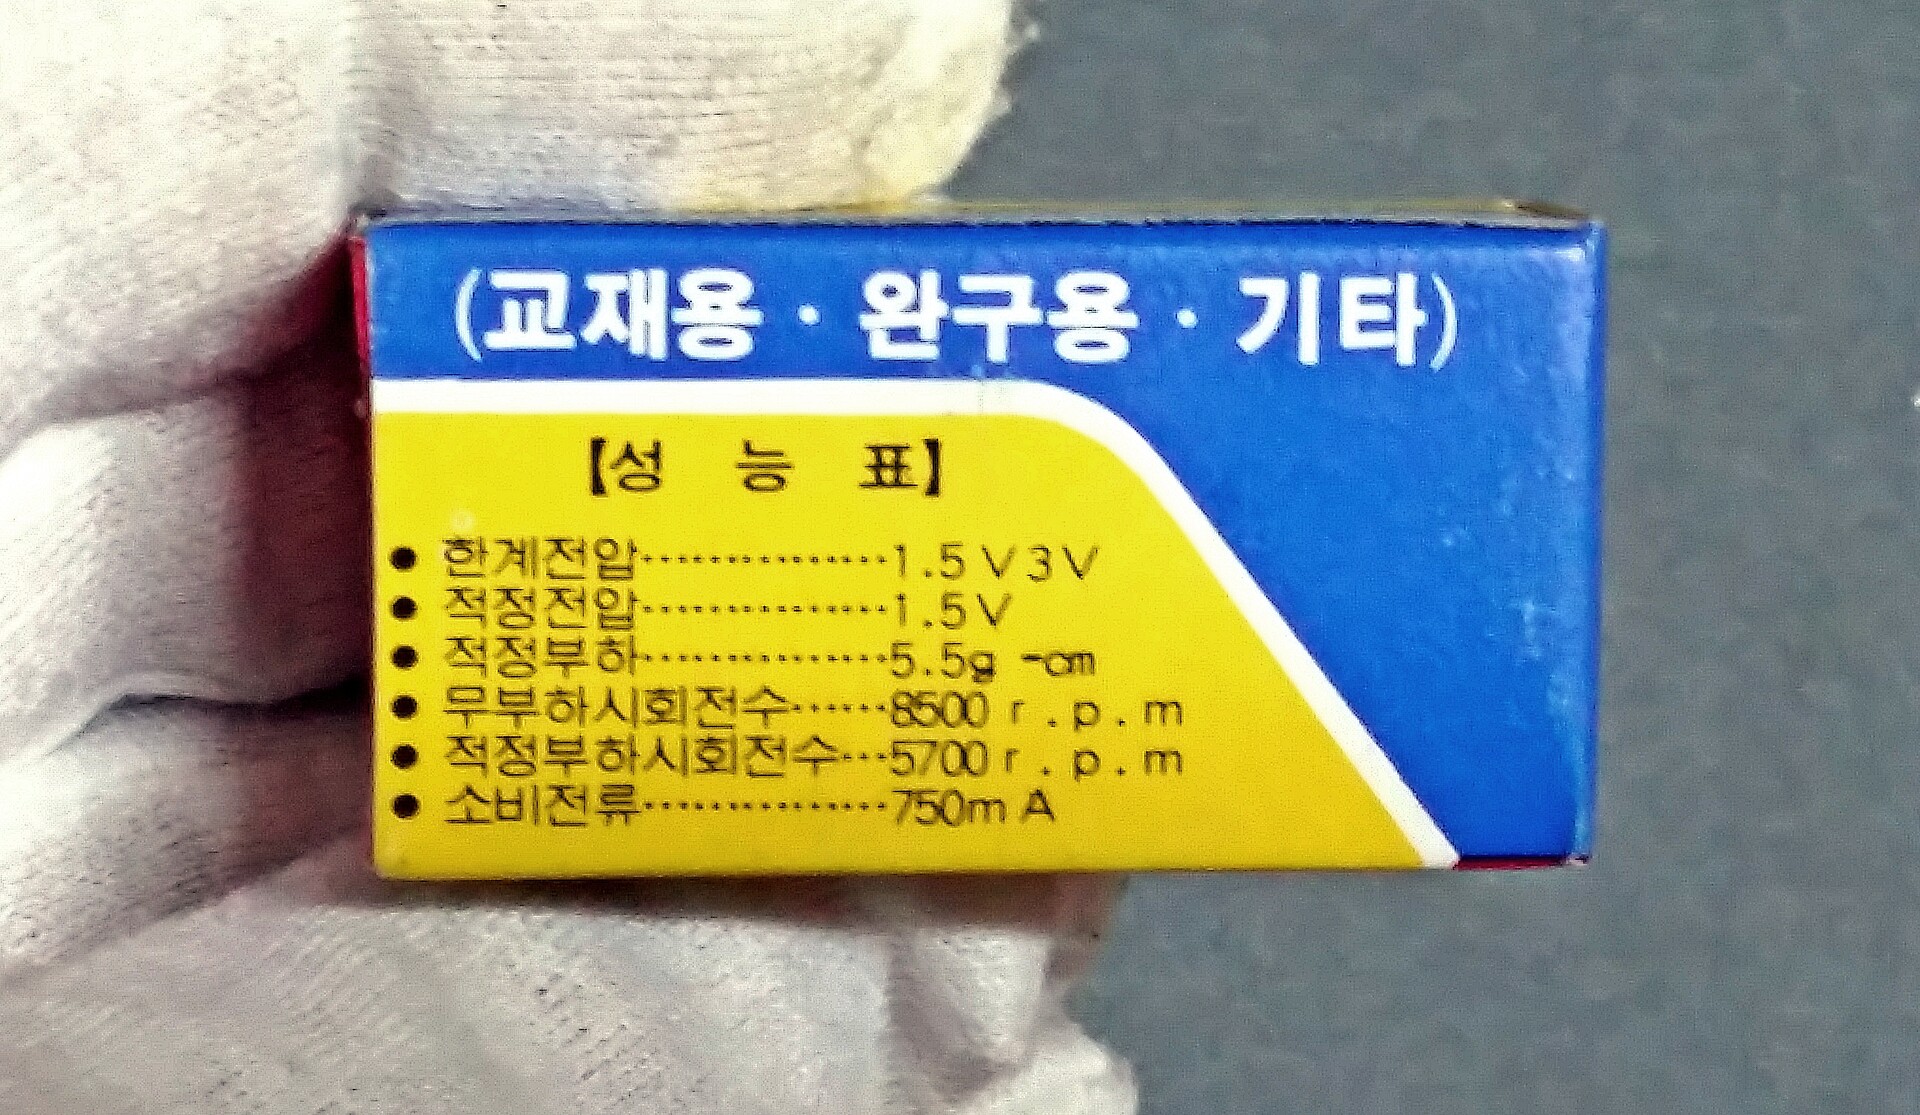 (교재용 · 완구용 · 기타)
【성 능 표】
● 한계전압················1.5V3V
● 적정전압················1.5V
● 적정부하················5.5g-cm
● 무부하시회전수······8500r.p.m
● 적정부하시회전수···5700r.p.m
● 소비전류················750mA